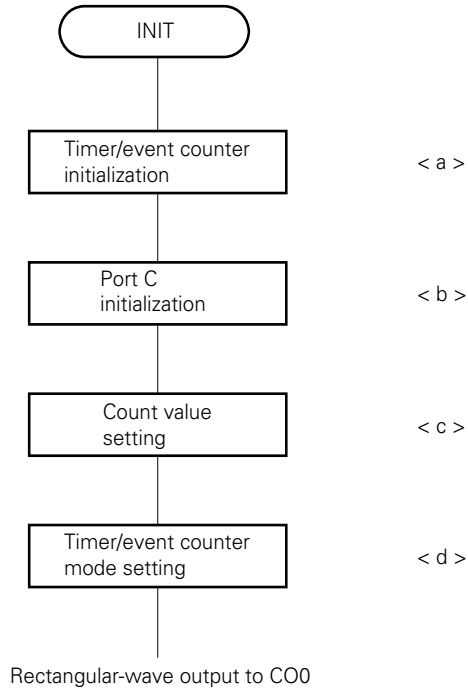 INIT
Timer/event counter
initialization
< a >
Port C
initialization
< b >
Count value
setting
< c >
Timer/event counter
mode setting
< d >
Rectangular-wave output to CO0